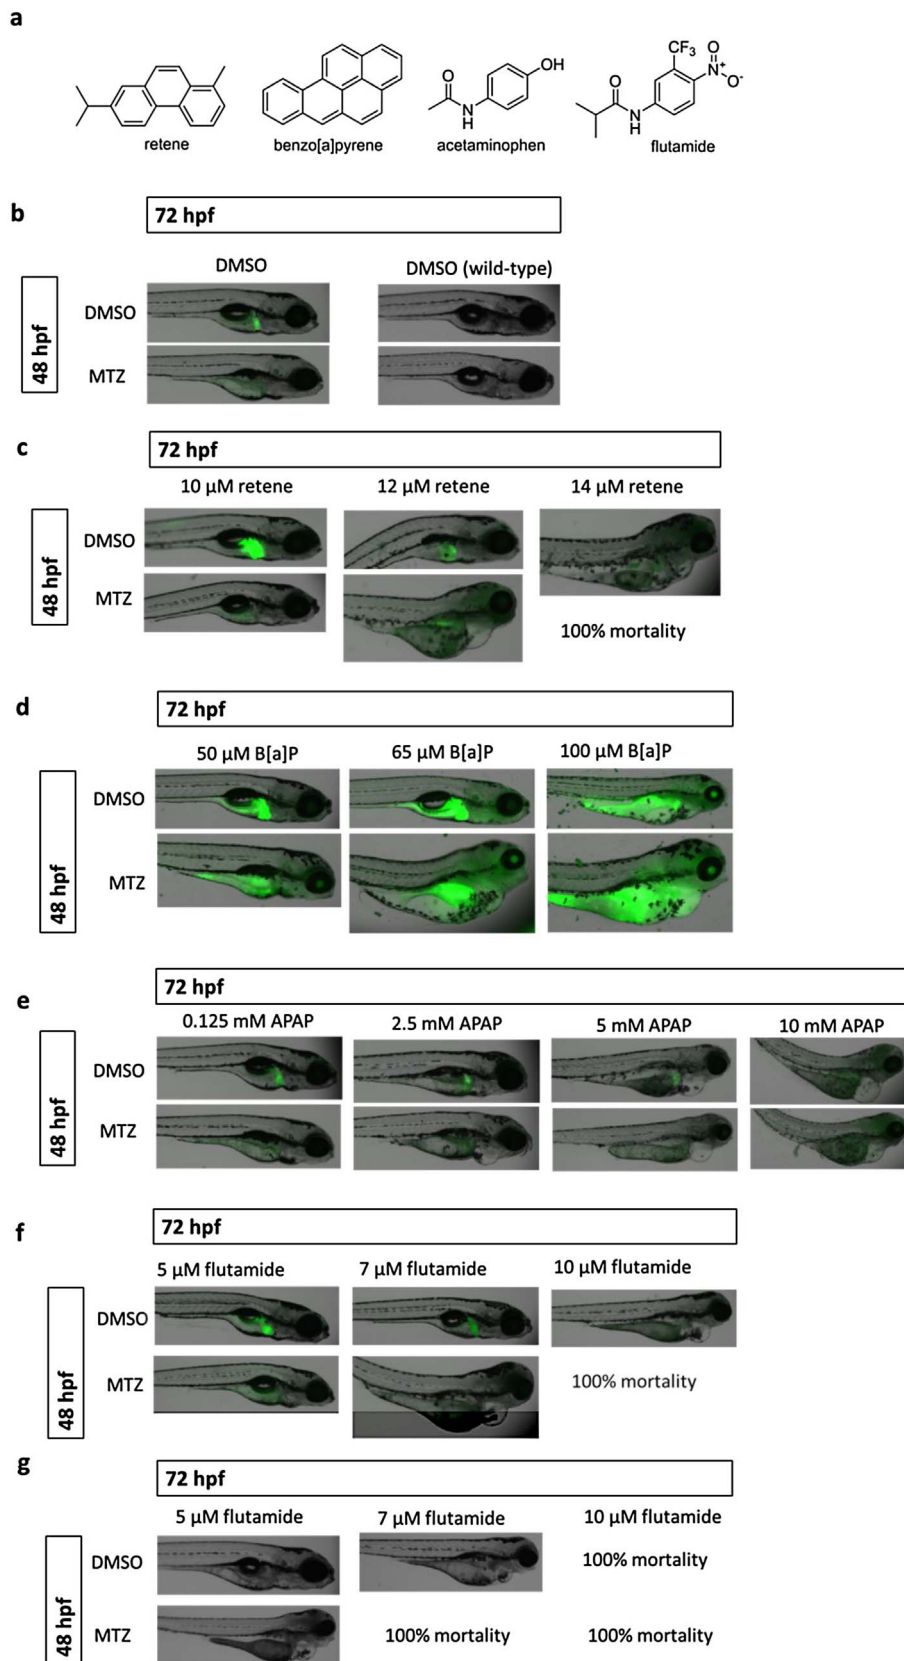 a
CF3
O
N+
O-
O
OH
O
N
H
N
H
retene
benzo[a]pyrene
acetaminophen
flutamide
b
72 hpf
DMSO
DMSO (wild-type)
48 hpf
DMSO
MTZ
c
72 hpf
10 µM retene
12 µM retene
14 µM retene
48 hpf
DMSO
MTZ
100% mortality
d
72 hpf
50 µM B[a]P
65 µM B[a]P
100 µM B[a]P
48 hpf
DMSO
MTZ
e
72 hpf
0.125 mM APAP
2.5 mM APAP
5 mM APAP
10 mM APAP
48 hpf
DMSO
MTZ
f
72 hpf
5 µM flutamide
7 µM flutamide
10 µM flutamide
48 hpf
DMSO
MTZ
100% mortality
g
72 hpf
5 µM flutamide
7 µM flutamide
10 µM flutamide
48 hpf
DMSO
100% mortality
MTZ
100% mortality
100% mortality